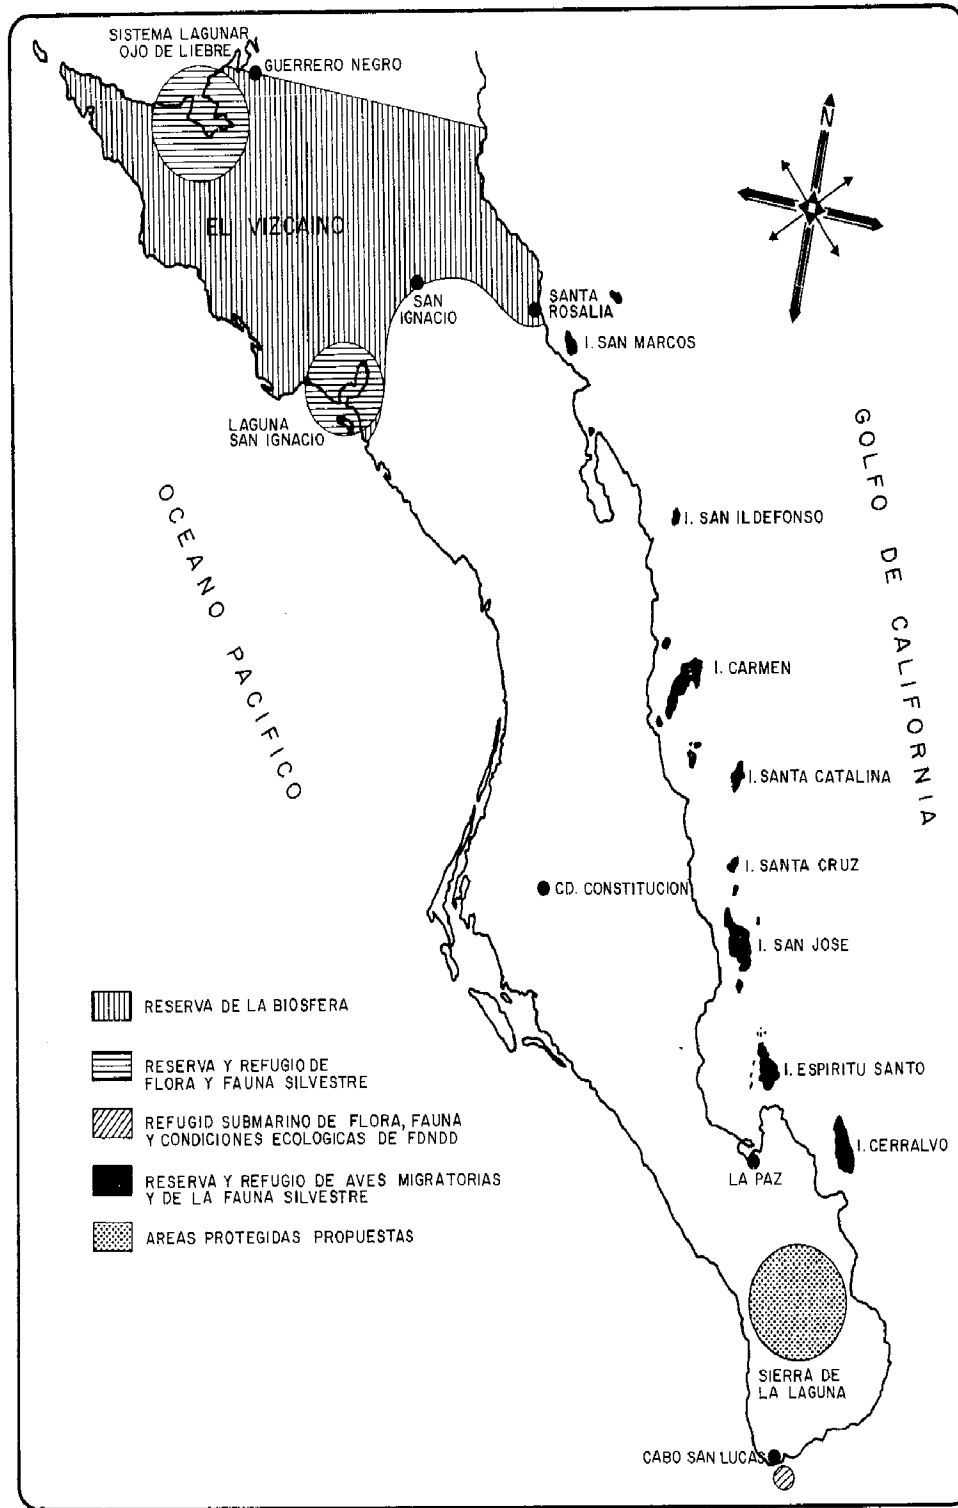 SISTEMA LAGUNAR
OJO DE LIEBRE
GUERRERO NEGRO
N
EL VIZCAINO
SAN
IGNACIO
SANTA
ROSALIA
I. SAN MARCOS
LAGUNA
SAN IGNACIO
GOLFO DE CALIFORNIA
OCEANO PACIFICO
I. SAN ILDEFONSO
I. CARMEN
I. SANTA CATALINA
I. SANTA CRUZ
CD. CONSTITUCION
I. SAN JOSE
I. ESPIRITU SANTO
I. CERRALVO
LA PAZ
RESERVA DE LA BIOSFERA
RESERVA Y REFUGIO DE
FLORA Y FAUNA SILVESTRE
REFUGID SUBMARINO DE FLORA, FAUNA
Y CONDICIONES ECOLOGICAS DE FDNDD
RESERVA Y REFUGIO DE AVES MIGRATORIAS
Y DE LA FAUNA SILVESTRE
AREAS PROTEGIDAS PROPUESTAS
SIERRA DE
LA LAGUNA
CABO SAN LUCAS